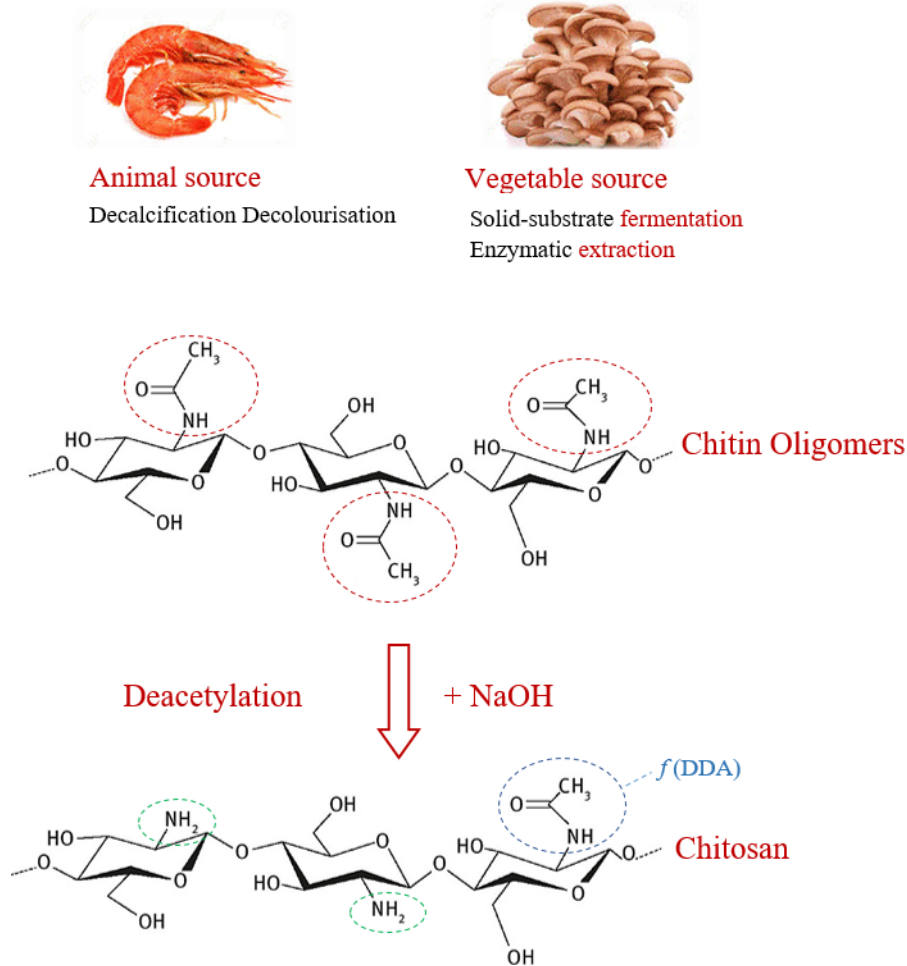 Animal source
Decalcification Decolourisation
Vegetable source
Solid-substrate fermentation
Enzymatic extraction
CH3
O
NH
HO
O
O
O
OH
OH
O
HO
NH
O
CH3
O
CH3
O
NH
HO
O
O
OH
O
Chitin Oligomers
Deacetylation
+ NaOH
NH2
HO
O
O
O
OH
OH
O
HO
NH2
O
f(DDA)
CH3
O
NH
HO
O
O
OH
Chitosan